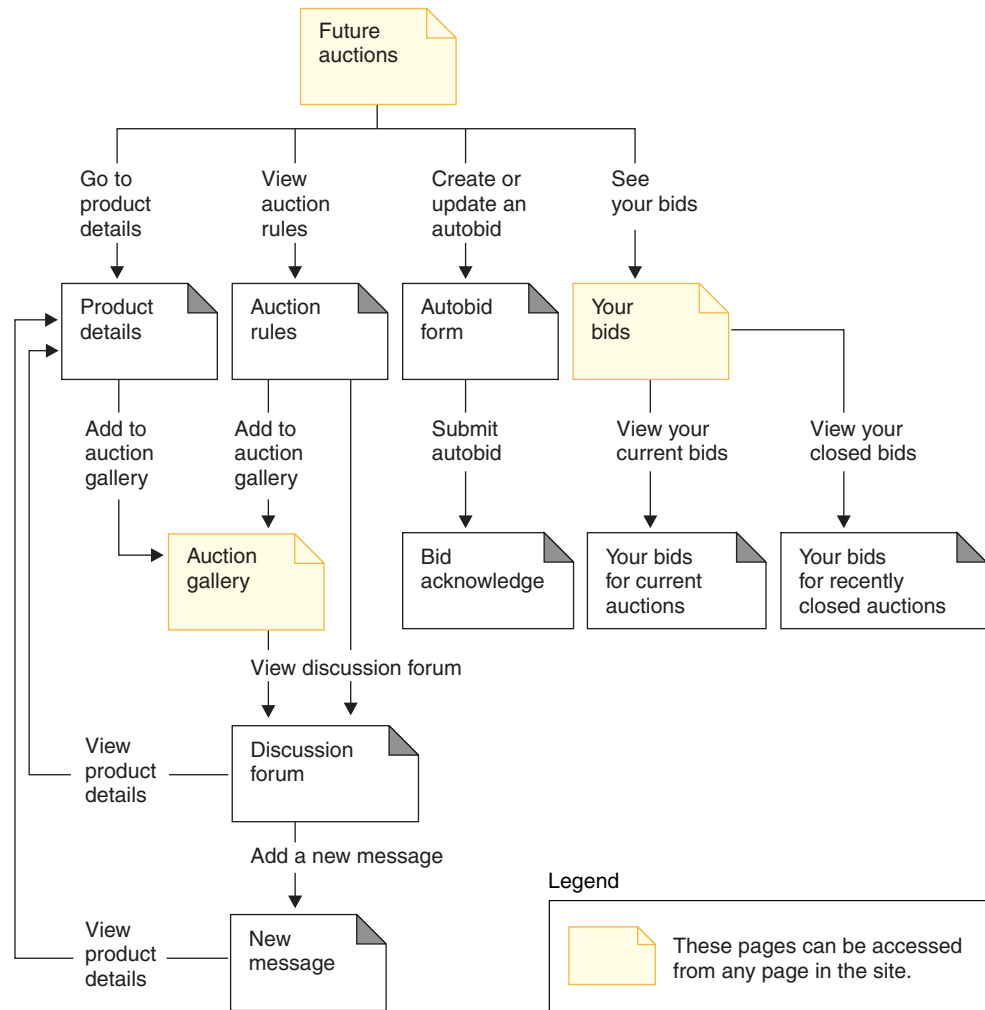 Future
auctions
Go to
product
details
View
auction
rules
Create or
update an
autobid
See
your bids
Product
details
Auction
rules
Autobid
form
Your
bids
Add to
auction
gallery
Add to
auction
gallery
Submit
autobid
View your
current bids
View your
closed bids
Auction
gallery
Bid
acknowledge
Your bids
for current
auctions
Your bids
for recently
closed auctions
View discussion forum
View
product
details
Discussion
forum
Add a new message
View
product
details
New
message
Legend
These pages can be accessed
from any page in the site.